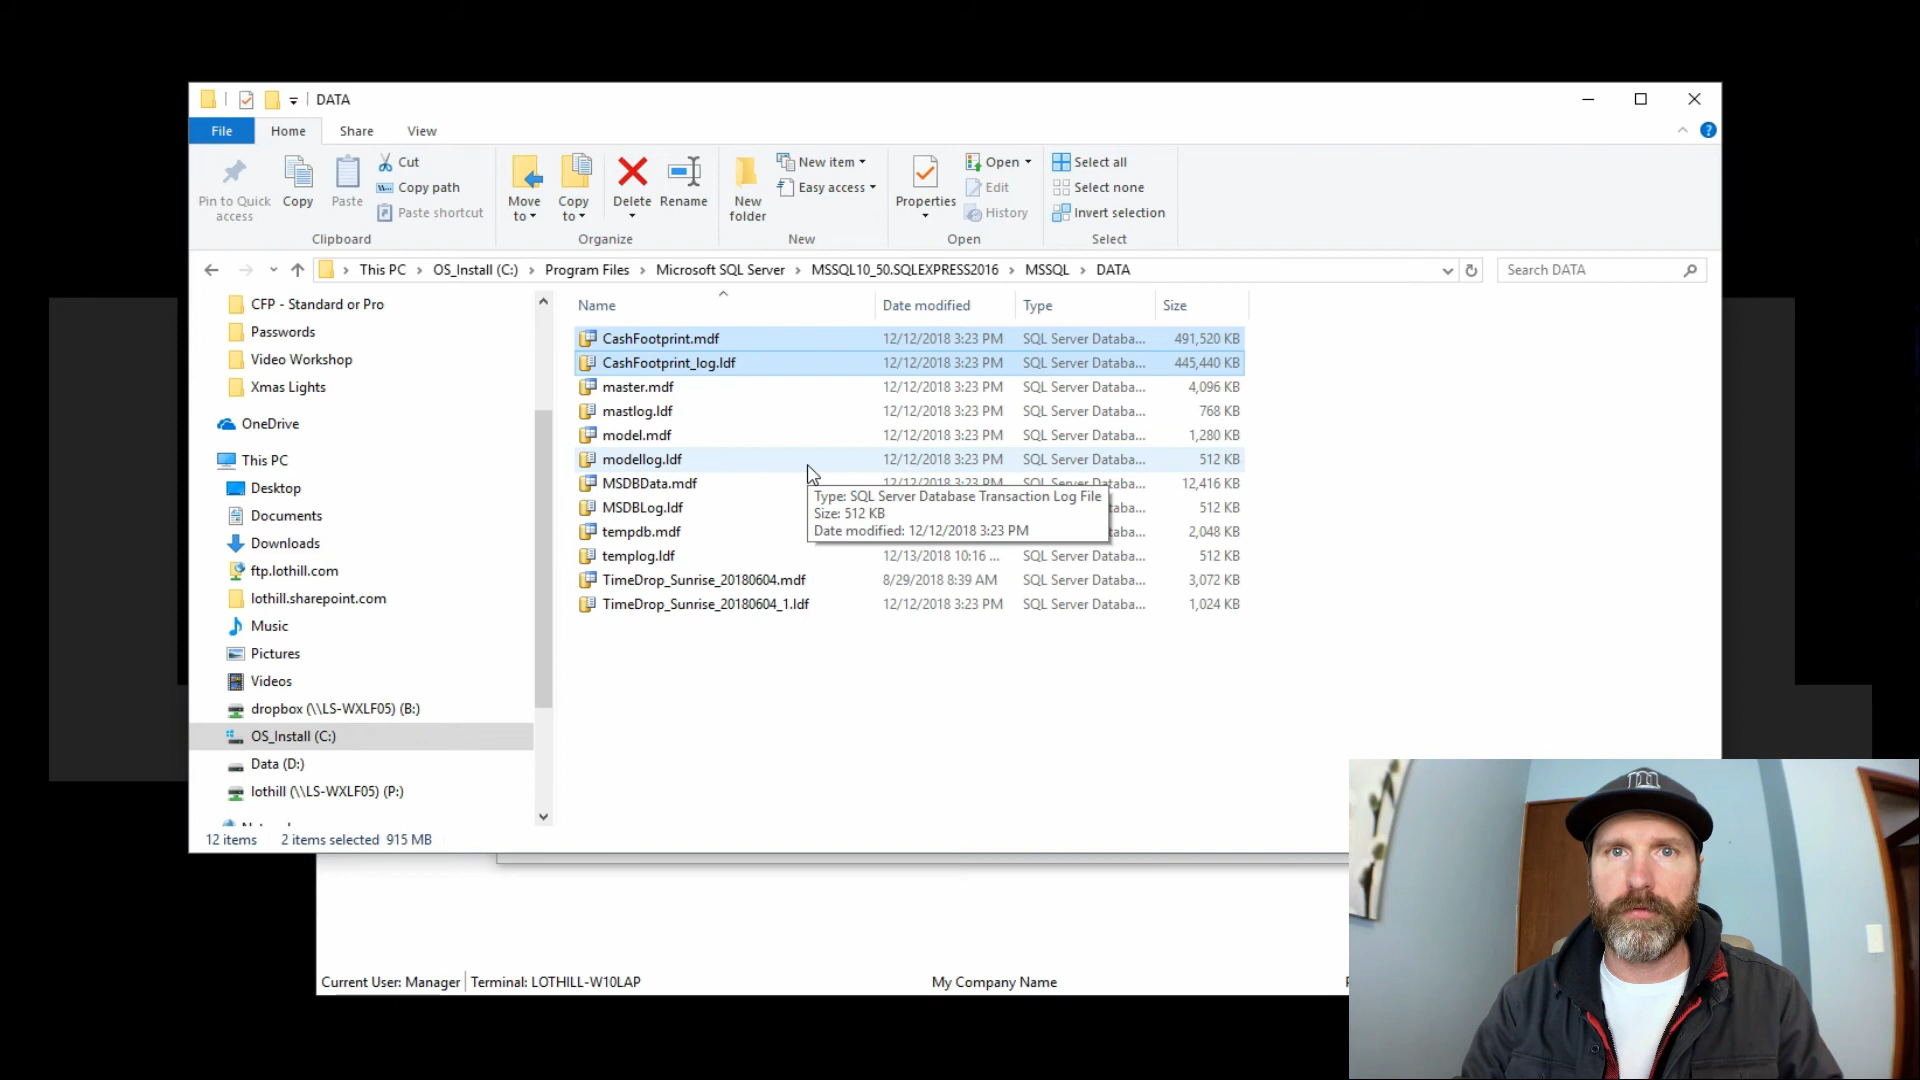 DATA
File Home Share View
Pin to Quick access
Copy
Paste
Cut
Copy path
Paste shortcut
Clipboard
Move to
Copy to
Delete
Rename
Organize
New folder
New item
Easy access
New
Properties
Open
Edit
History
Open
Select all
Select none
Invert selection
Select
This PC > OS_Install (C:) > Program Files > Microsoft SQL Server > MSSQL10_50.SQLEXPRESS2016 > MSSQL > DATA
Search DATA
CFP - Standard or Pro
Passwords
Video Workshop
Xmas Lights
OneDrive
This PC
Desktop
Documents
Downloads
ftp.lothill.com
lothill.sharepoint.com
Music
Pictures
Videos
dropbox (\\LS-WXLF05) (B:)
OS_Install (C:)
Data (D:)
lothill (\\LS-WXLF05) (P:)
Name Date modified Type Size
CashFootprint.mdf 12/12/2018 3:23 PM SQL Server Databa... 491,520 KB
CashFootprint_log.ldf 12/12/2018 3:23 PM SQL Server Databa... 445,440 KB
master.mdf 12/12/2018 3:23 PM SQL Server Databa... 4,096 KB
mastlog.ldf 12/12/2018 3:23 PM SQL Server Databa... 768 KB
model.mdf 12/12/2018 3:23 PM SQL Server Databa... 1,280 KB
modellog.ldf 12/12/2018 3:23 PM SQL Server Databa... 512 KB
MSDBData.mdf 12/12/2018 3:23 PM SQL Server Databa... 12,416 KB
MSDBLog.ldf 512 KB
tempdb.mdf 2,048 KB
templog.ldf 12/13/2018 10:16 ... SQL Server Databa... 512 KB
TimeDrop_Sunrise_20180604.mdf 8/29/2018 8:39 AM SQL Server Databa... 3,072 KB
TimeDrop_Sunrise_20180604_1.ldf 12/12/2018 3:23 PM SQL Server Databa... 1,024 KB
Type: SQL Server Database Transaction Log File
Size: 512 KB
Date modified: 12/12/2018 3:23 PM
12 items 2 items selected 915 MB
Current User: Manager Terminal: LOTHILL-W10LAP My Company Name